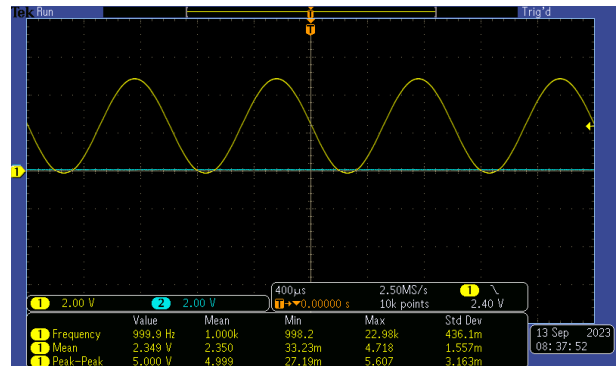 Tek Run Trig'd
T
T
1
1 2.00 V 2 2.00 V
400µs 2.50MS/s 1 \
T→▼0.00000 s 10k points 2.40 V
Value Mean Min Max Std Dev
1 Frequency 999.9 Hz 1.000k 998.2 22.98k 436.1m
1 Mean 2.349 V 2.350 33.23m 4.718 1.557m
1 Peak-Peak 5.000 V 4.999 27.19m 5.607 3.163m
13 Sep 2023
08:37:52